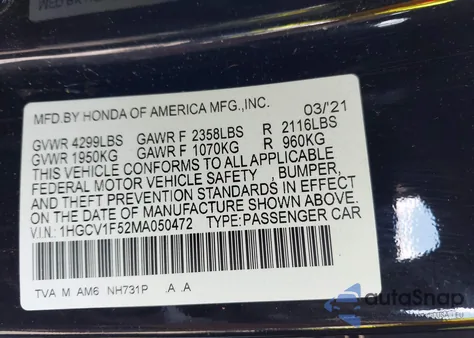 MFD.BY HONDA OF AMERICA MFG.,INC. 03/'21
GVWR 4299LBS GAWR F 2358LBS R 2116LBS
GVWR 1950KG GAWR F 1070KG R 960KG
THIS VEHICLE CONFORMS TO ALL APPLICABLE
FEDERAL MOTOR VEHICLE SAFETY , BUMPER,
AND THEFT PREVENTION STANDARDS IN EFFECT
ON THE DATE OF MANUFACTURE SHOWN ABOVE.
V.I.N: 1HGCV1F52MA050472 TYPE:PASSENGER CAR
TVA M AM6 NH731P .A .A
autoSnap